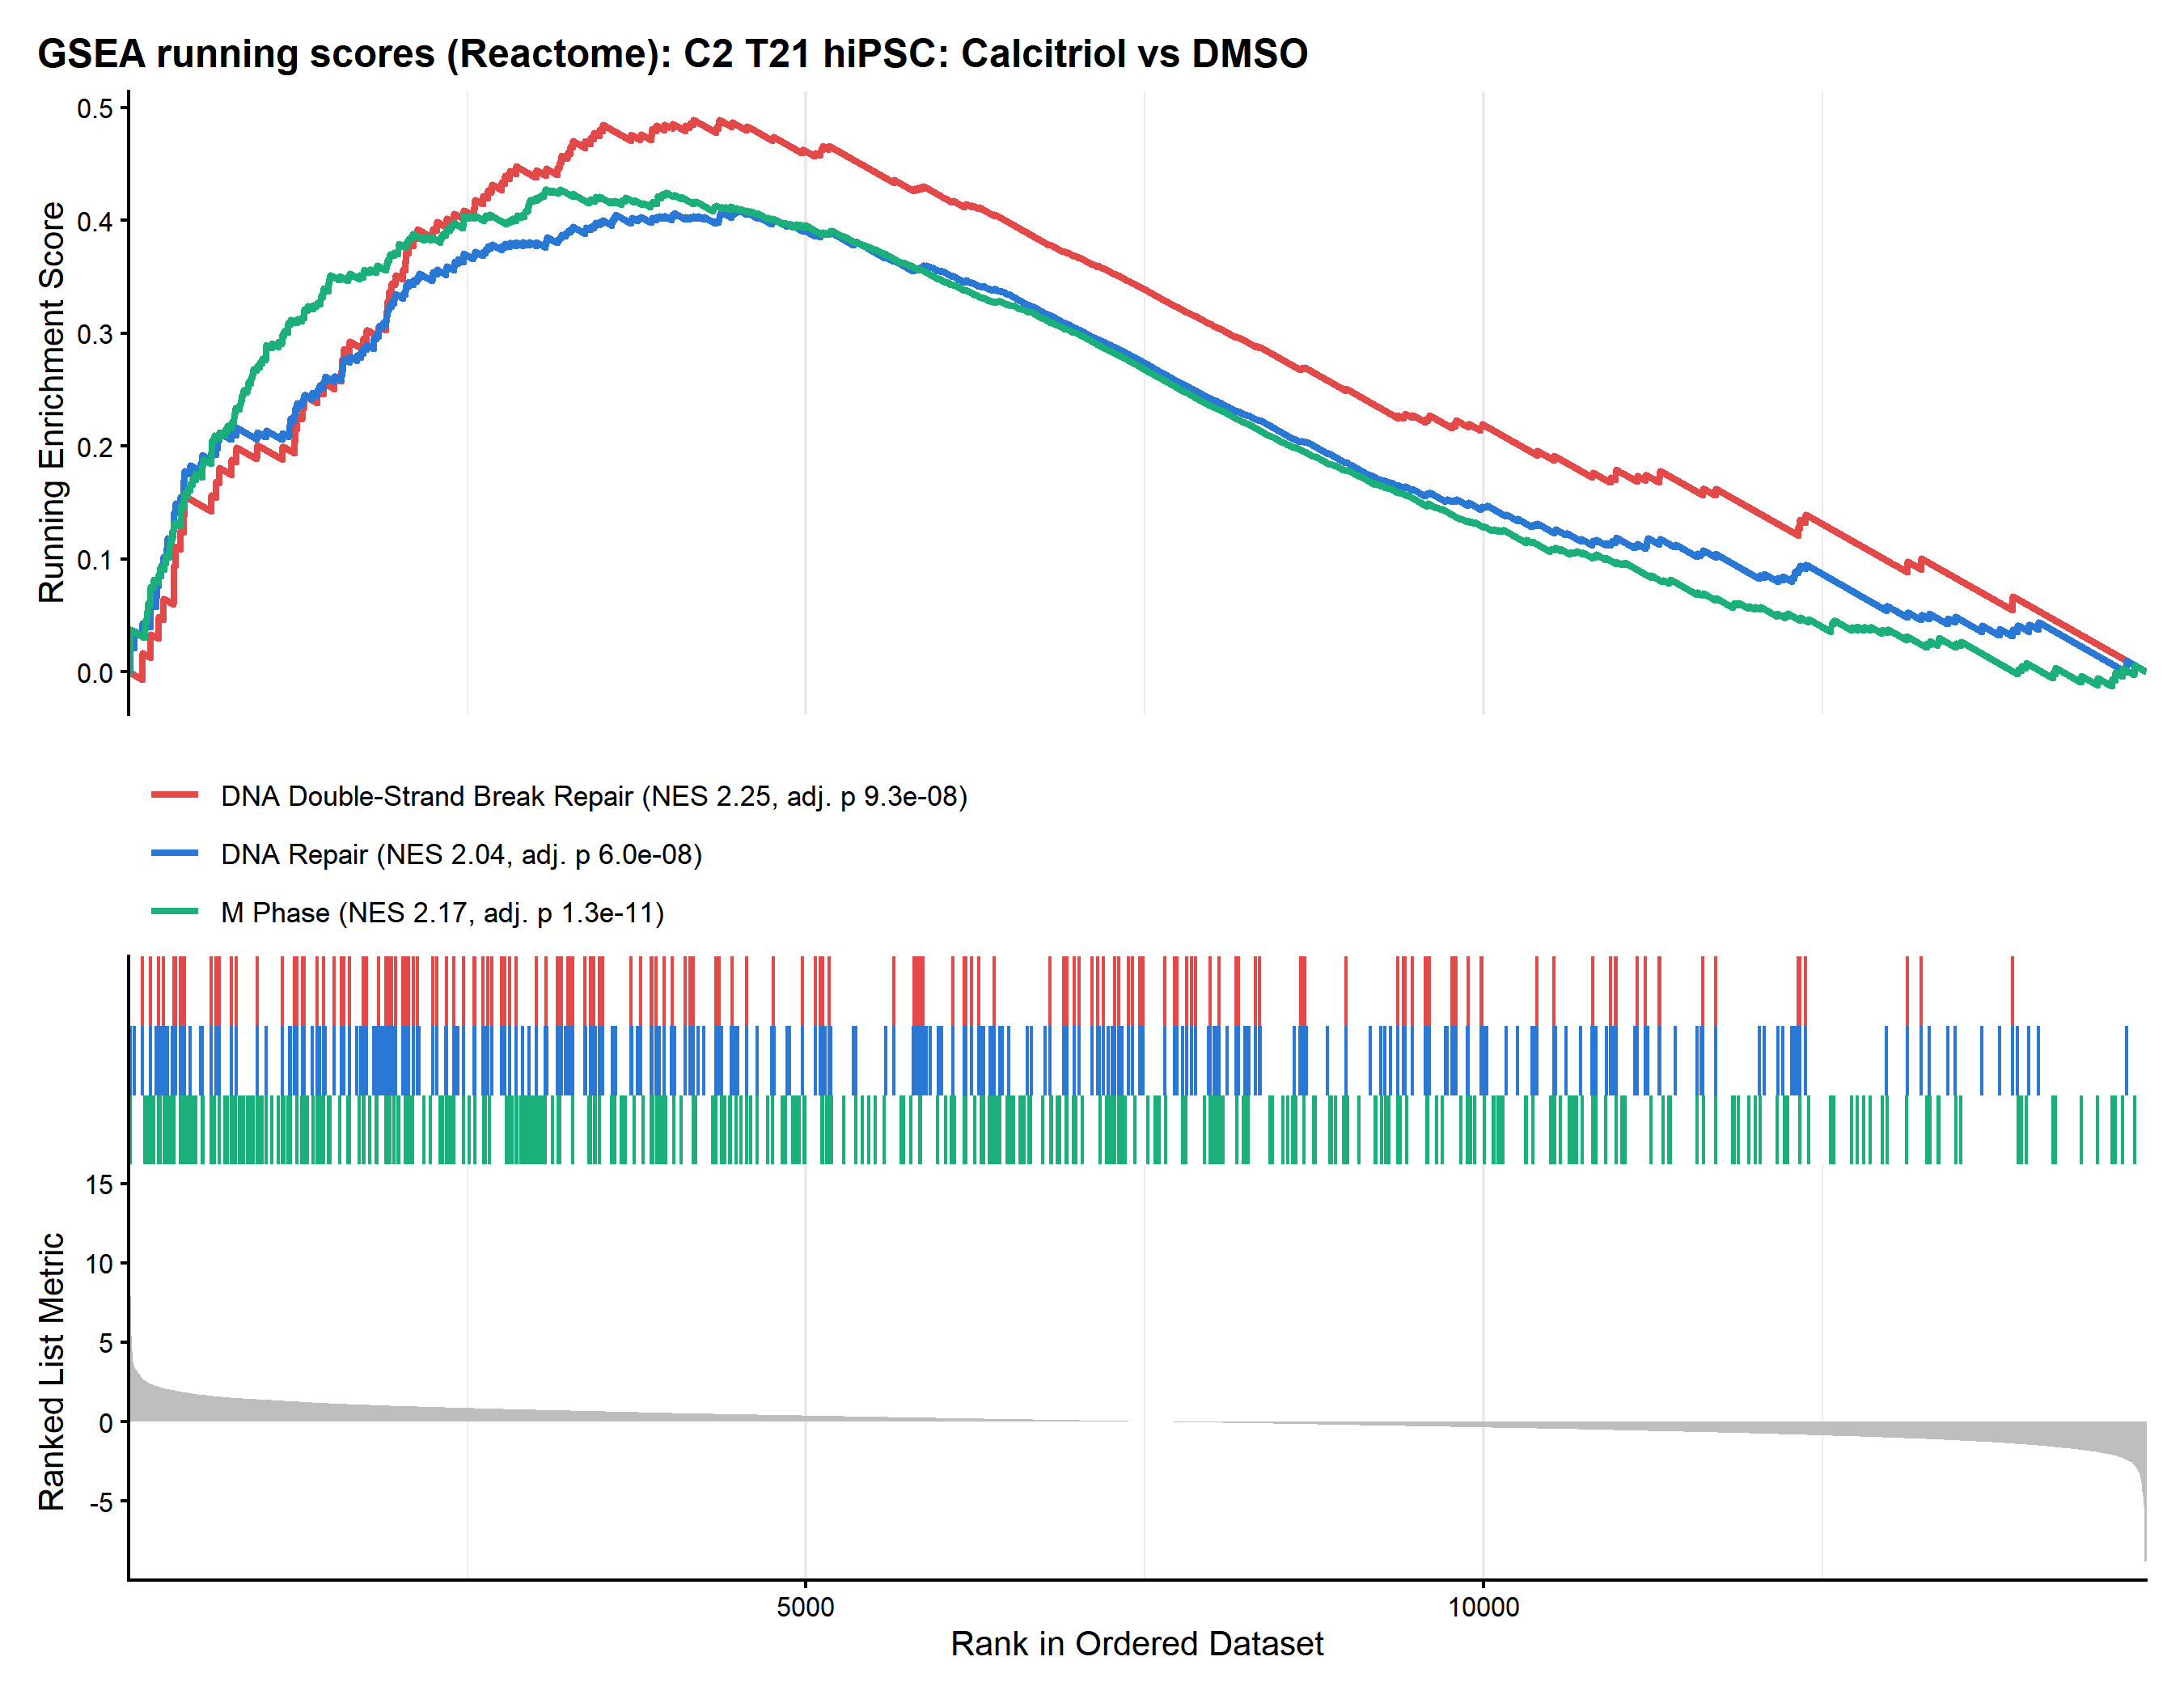 GSEA running scores (Reactome): C2 T21 hiPSC: Calcitriol vs DMSO
Running Enrichment Score
0.5
0.4
0.3
0.2
0.1
0.0
DNA Double-Strand Break Repair (NES 2.25, adj. p 9.3e-08)
DNA Repair (NES 2.04, adj. p 6.0e-08)
M Phase (NES 2.17, adj. p 1.3e-11)
Ranked List Metric
15
10
5
0
-5
5000 10000
Rank in Ordered Dataset